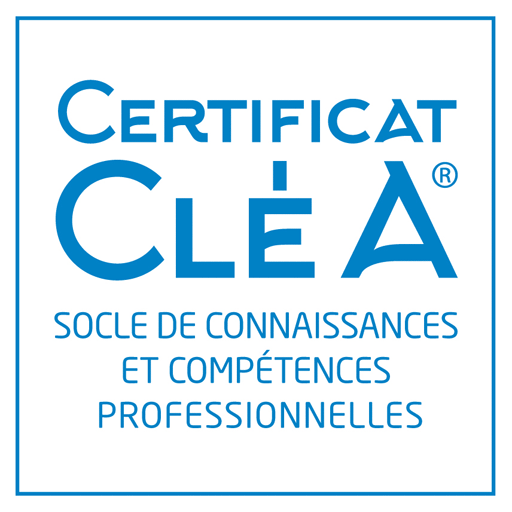 CERTIFICAT
CLÉA®
SOCLE DE CONNAISSANCES
ET COMPÉTENCES
PROFESSIONNELLES